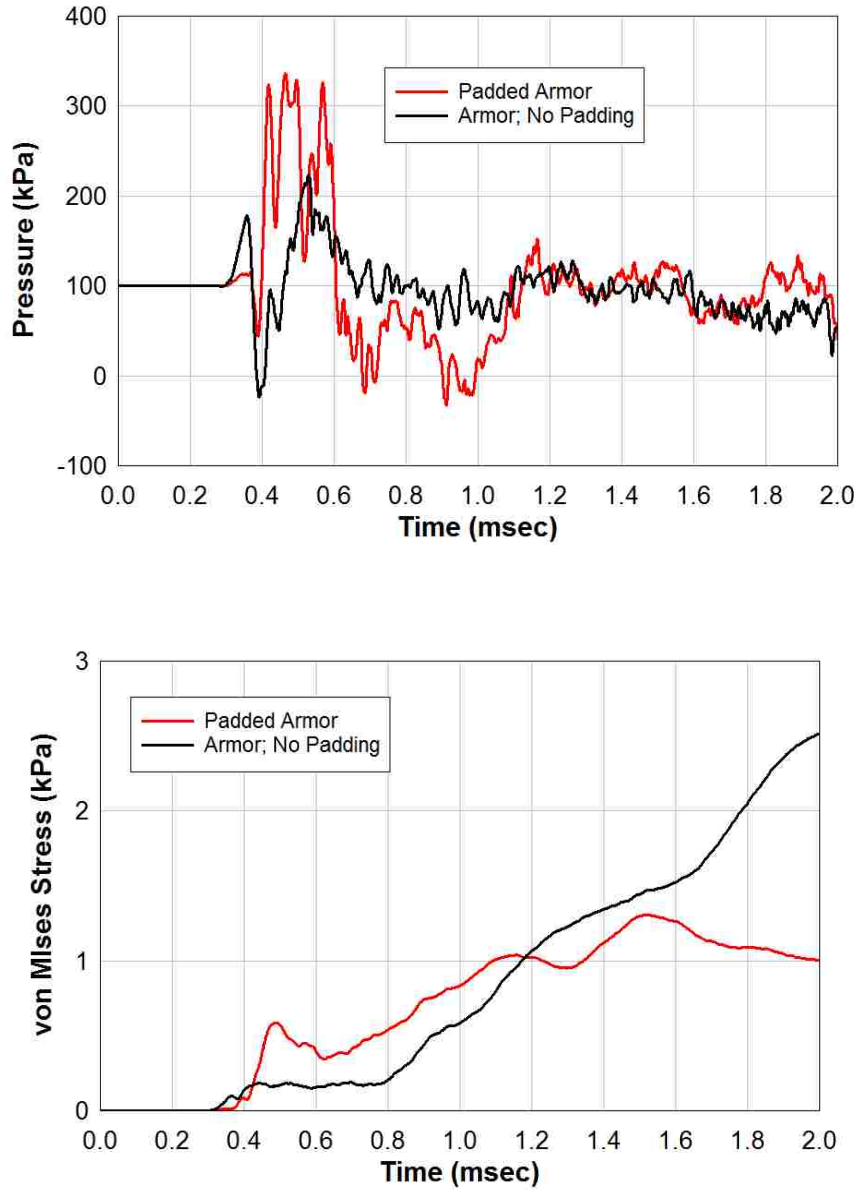 400
300
200
100
0
-100
Pressure (kPa)
Padded Armor
Armor; No Padding
0.0 0.2 0.4 0.6 0.8 1.0 1.2 1.4 1.6 1.8 2.0
Time (msec)
3
2
1
0
von MIses Stress (kPa)
Padded Armor
Armor; No Padding
0.0 0.2 0.4 0.6 0.8 1.0 1.2 1.4 1.6 1.8 2.0
Time (msec)